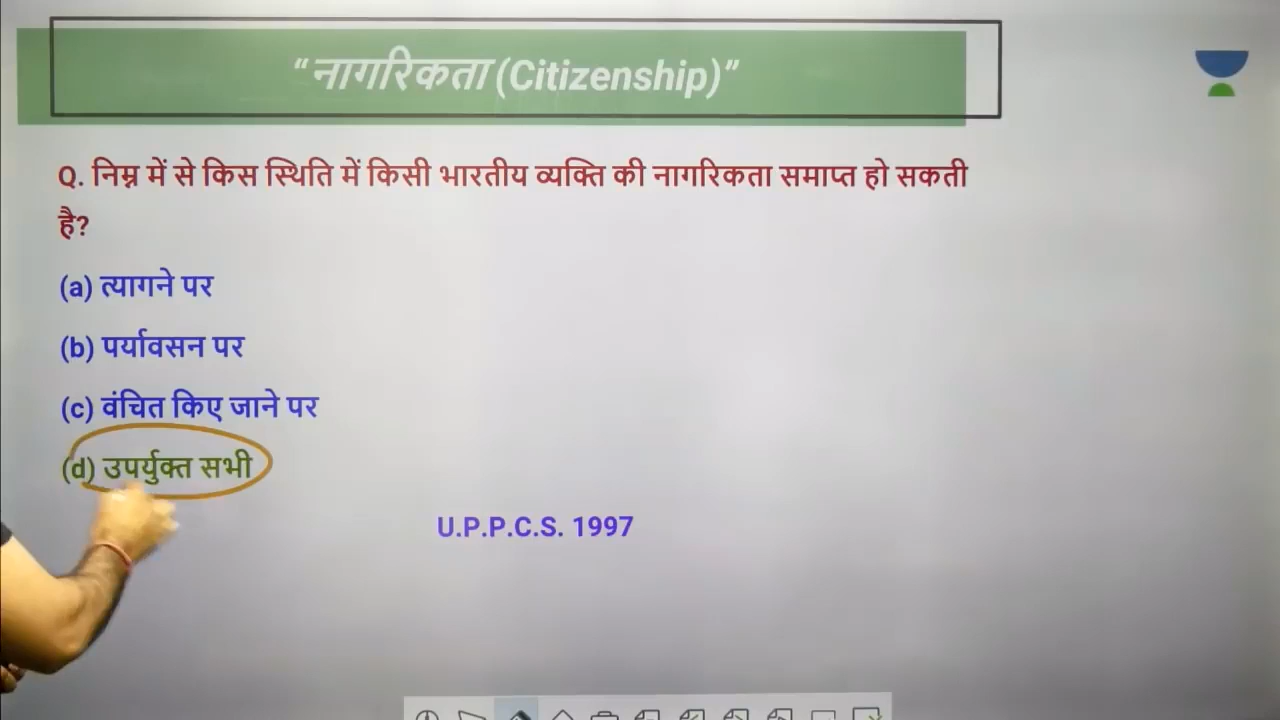 “नागरिकता (Citizenship)”
Q. निम्न में से किस स्थिति में किसी भारतीय व्यक्ति की नागरिकता समाप्त हो सकती
है?
(a) त्यागने पर
(b) पर्यावसन पर
(c) वंचित किए जाने पर
(d) उपर्युक्त सभी
U.P.P.C.S. 1997